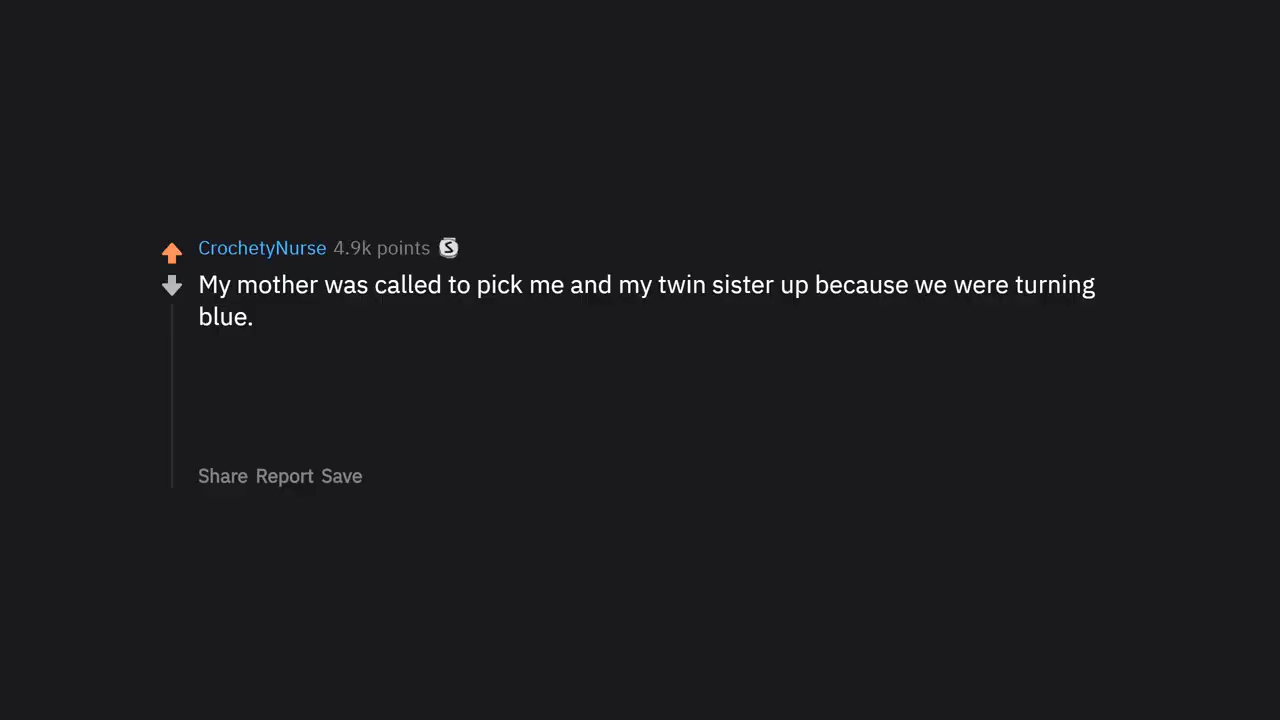 CrochetyNurse 4.9k points S
My mother was called to pick me and my twin sister up because we were turning
blue.
Share Report Save